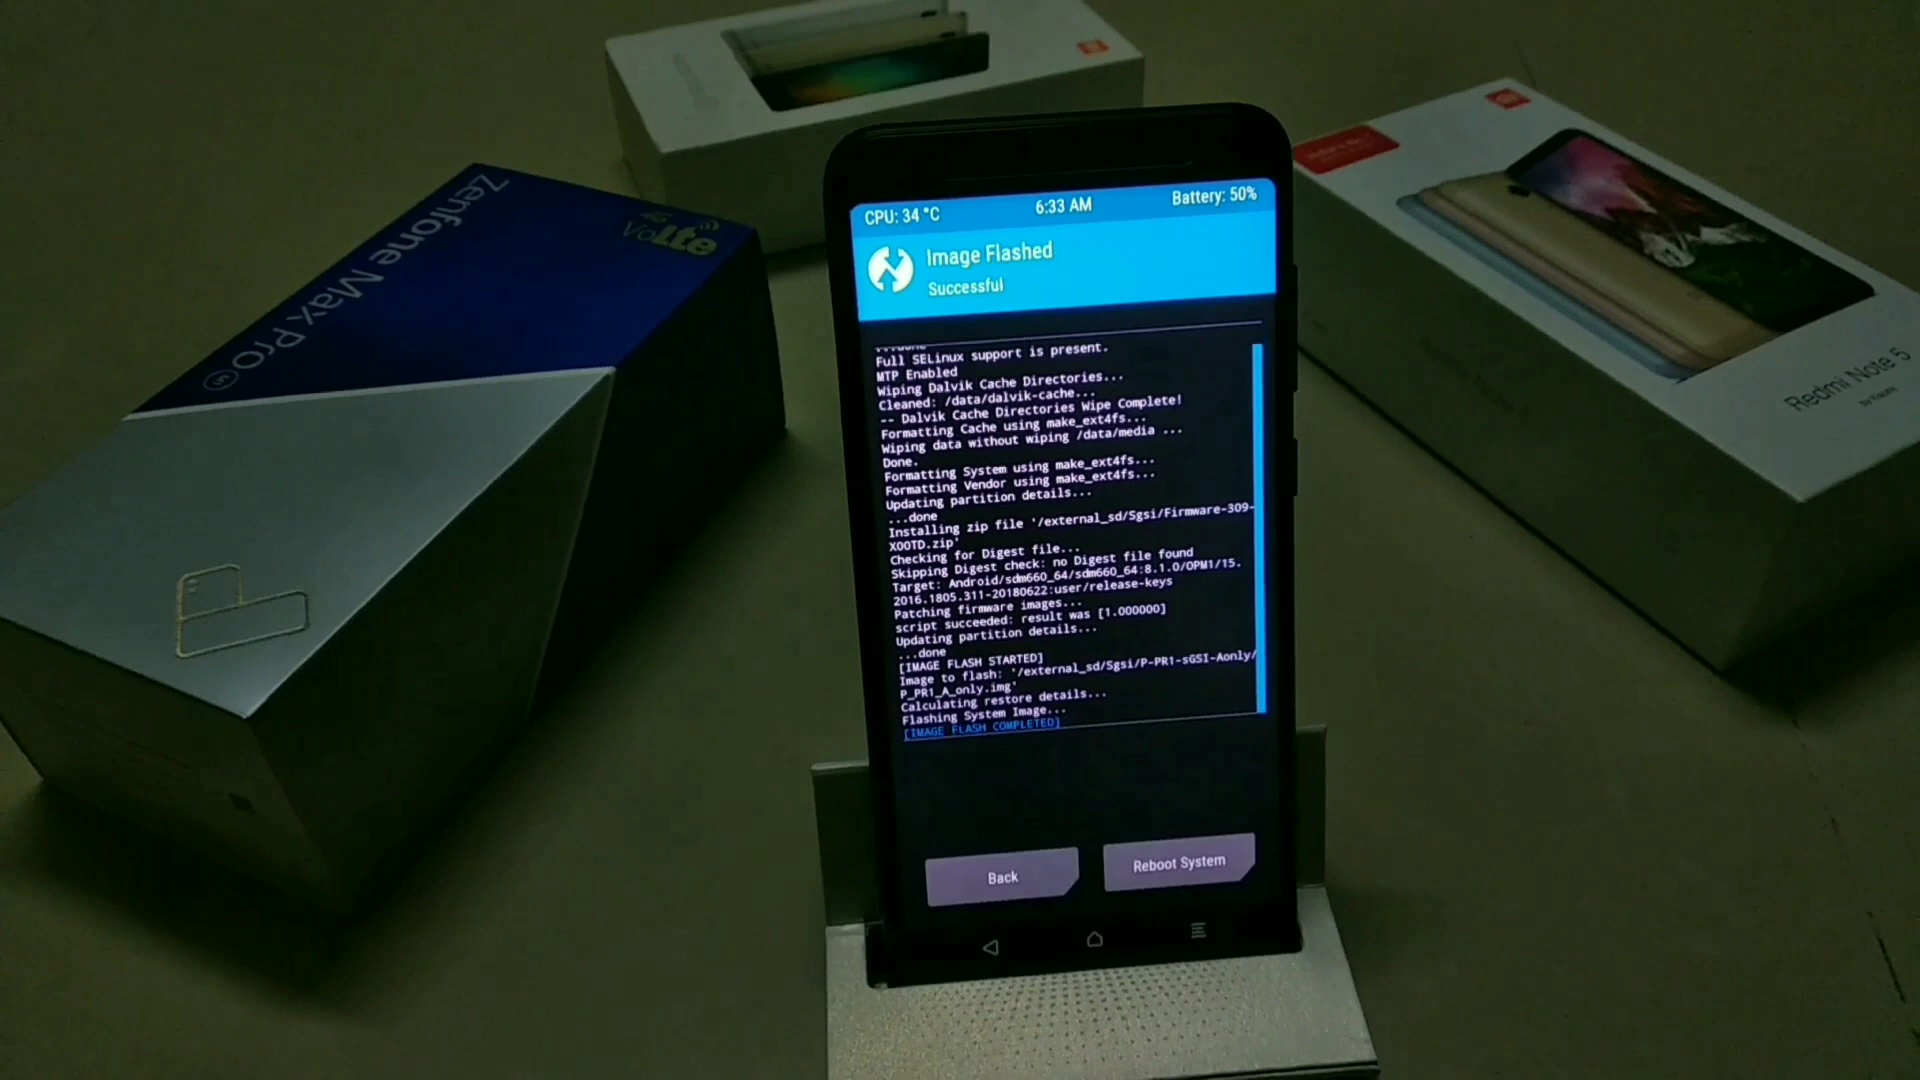 Zenfone Max Pro
M1
VoLte
Redmi Note 5
CPU: 34 °C
6:33 AM
Battery: 50%
Image Flashed
Successful
...done
Full SELinux support is present.
MTP Enabled
Wiping Dalvik Cache Directories...
Cleaned: /data/dalvik-cache...
-- Dalvik Cache Directories Wipe Complete!
Formatting Cache using make_ext4fs...
Wiping data without wiping /data/media ...
Done.
Formatting System using make_ext4fs...
Formatting Vendor using make_ext4fs...
Updating partition details...
...done
Installing zip file '/external_sd/Sgsi/Firmware-309-
X00TD.zip'
Checking for Digest file...
Skipping Digest check: no Digest file found
Target: Android/sdm660_64/sdm660_64:8.1.0/OPM1/15.
2016.1805.311-20180622:user/release-keys
Patching firmware images...
script succeeded: result was [1.000000]
Updating partition details...
...done
[IMAGE FLASH STARTED]
Image to flash: '/external_sd/Sgsi/P-PR1-sGSI-Aonly/
P_PR1_A_only.img'
Calculating restore details...
Flashing System Image...
[IMAGE FLASH COMPLETED]
Back
Reboot System